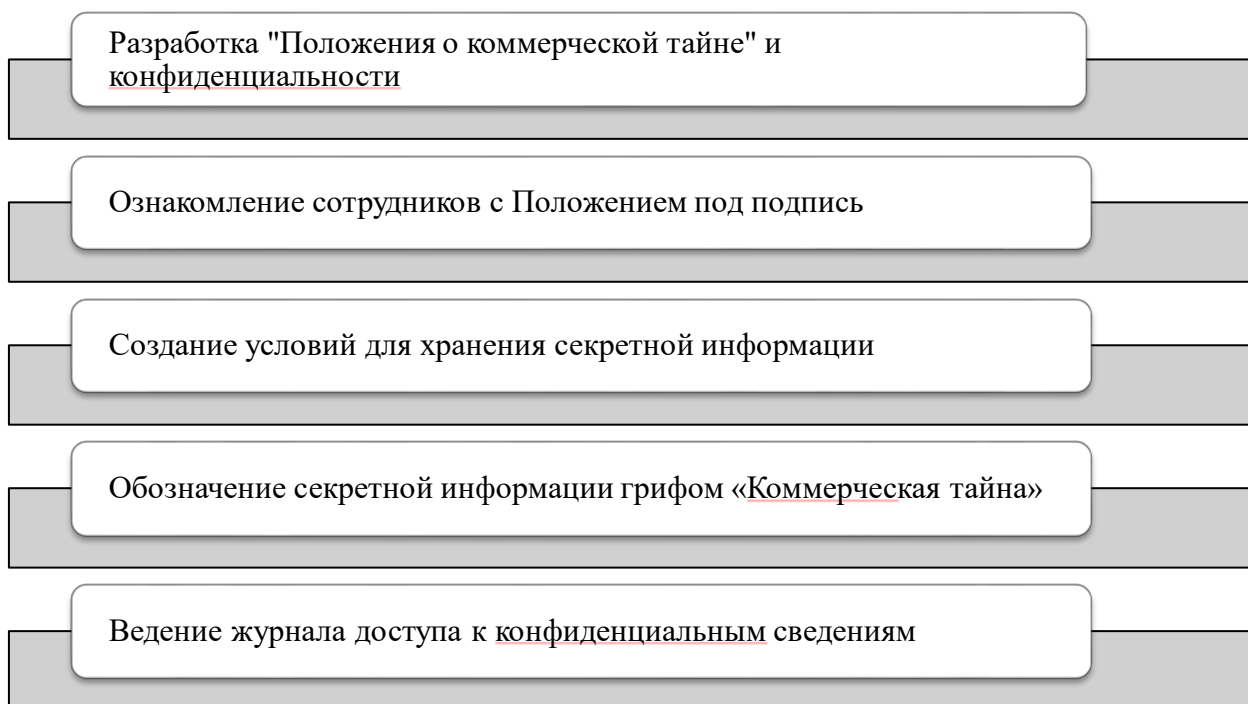 Разработка "Положения о коммерческой тайне" и
конфиденциальности
Ознакомление сотрудников с Положением под подпись
Создание условий для хранения секретной информации
Обозначение секретной информации грифом «Коммерческая тайна»
Ведение журнала доступа к конфиденциальным сведениям